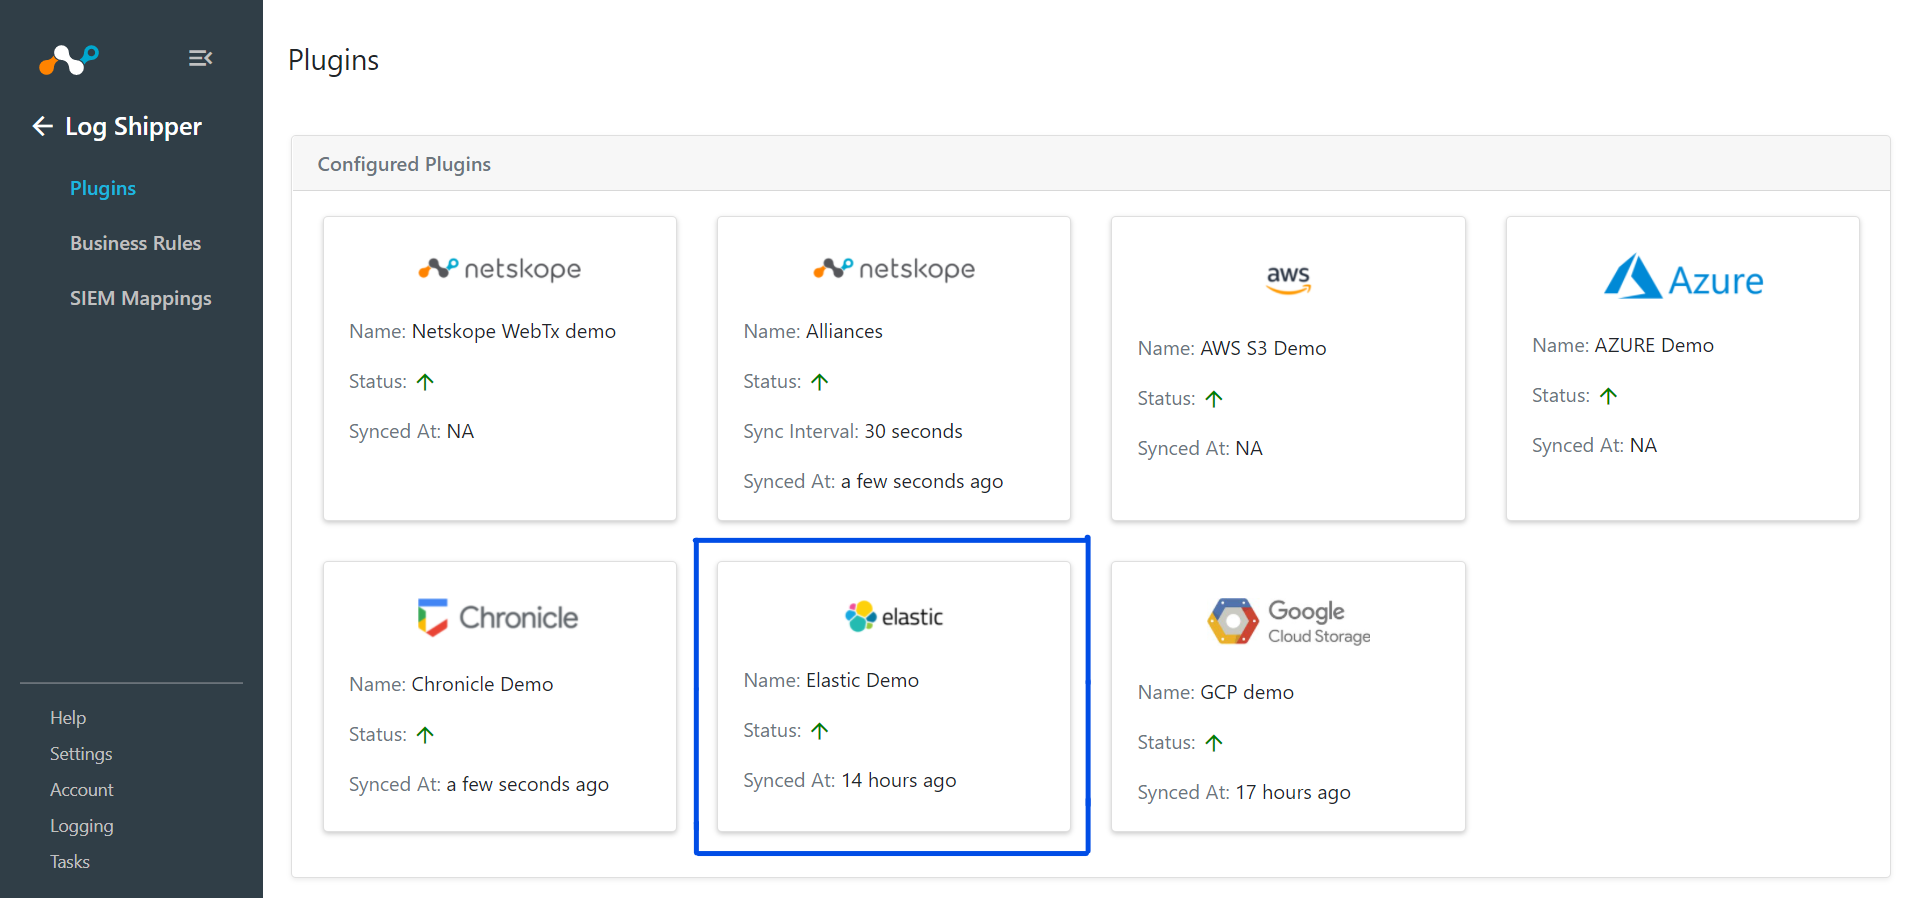 Log Shipper
Plugins
Business Rules
SIEM Mappings
Help
Settings
Account
Logging
Tasks
Plugins
Configured Plugins
netskope
Name: Netskope WebTx demo
Status:
Synced At: NA
netskope
Name: Alliances
Status:
Sync Interval: 30 seconds
Synced At: a few seconds ago
aws
Name: AWS S3 Demo
Status:
Synced At: NA
Azure
Name: AZURE Demo
Status:
Synced At: NA
Chronicle
Name: Chronicle Demo
Status:
Synced At: a few seconds ago
elastic
Name: Elastic Demo
Status:
Synced At: 14 hours ago
Google
Cloud Storage
Name: GCP demo
Status:
Synced At: 17 hours ago